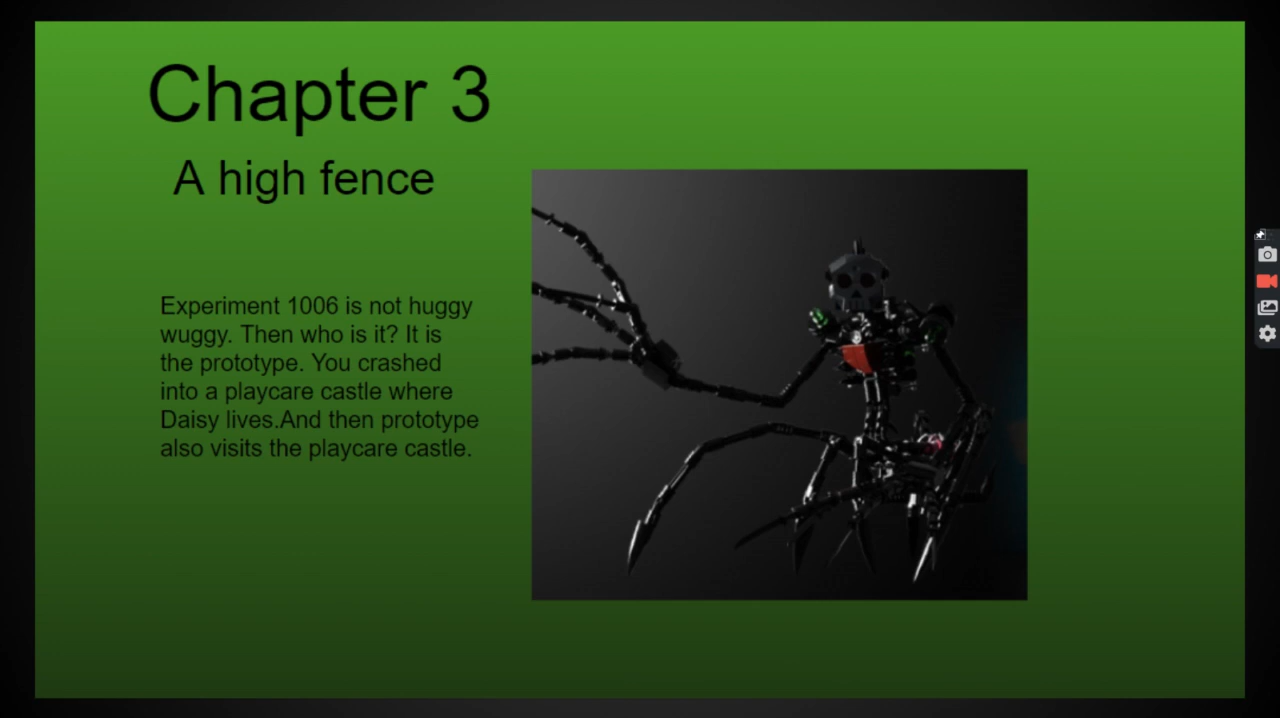 Chapter 3
A high fence
Experiment 1006 is not huggy
wuggy. Then who is it? It is
the prototype. You crashed
into a playcare castle where
Daisy lives.And then prototype
also visits the playcare castle.